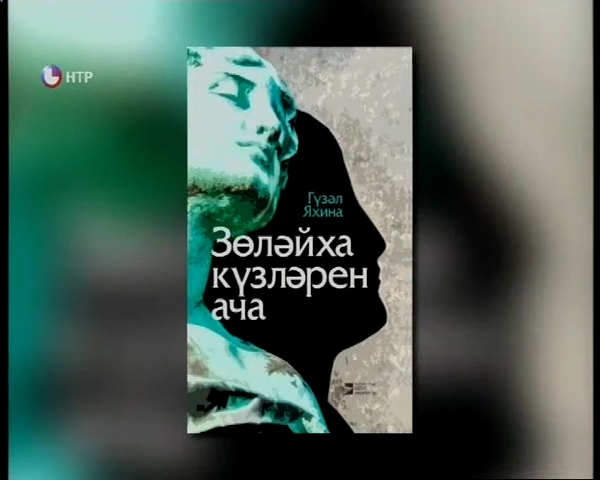 НТР
Гүзәл
Яхина
Зөләйха
күзләрен
ача